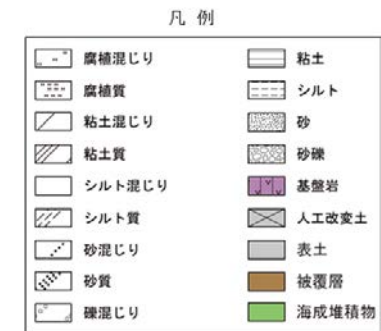 凡 例
腐植混じり
腐植質
粘土混じり
粘土質
シルト混じり
シルト質
砂混じり
砂質
礫混じり
粘土
シルト
砂
砂礫
基盤岩
人工改変土
表土
被覆層
海成堆積物